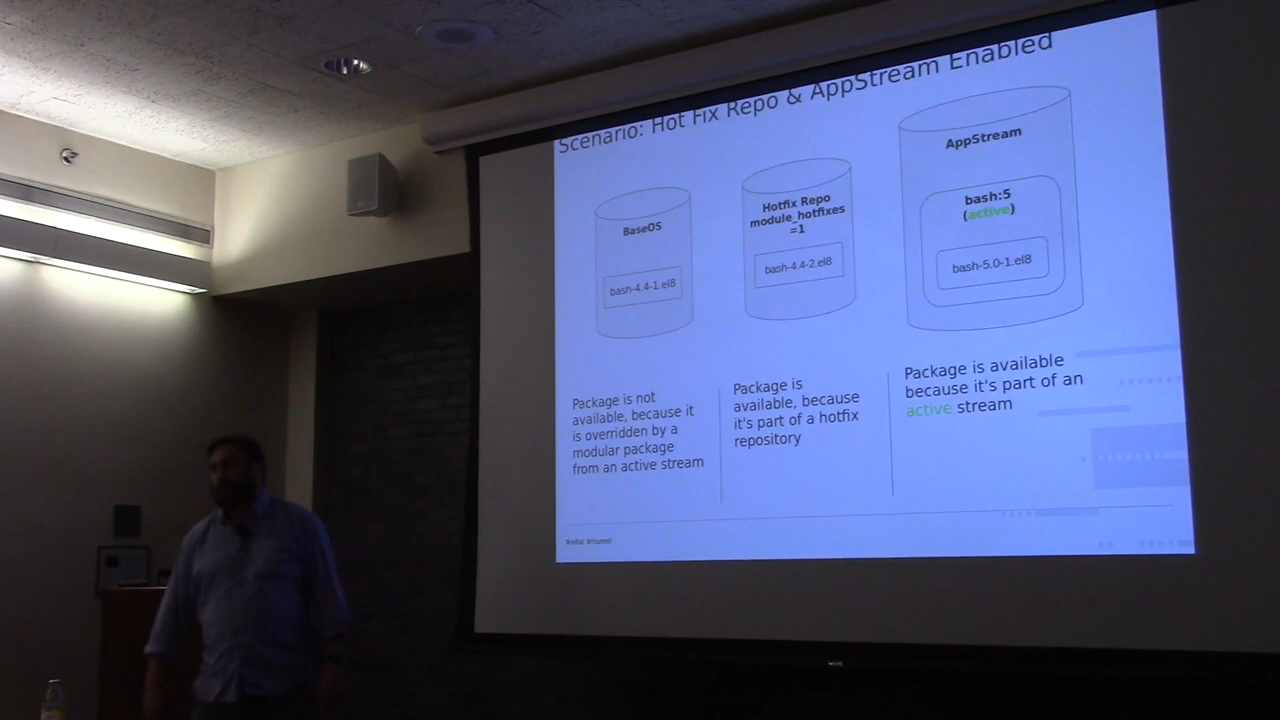 Scenario: Hot Fix Repo & AppStream Enabled
BaseOS
bash-4.4-1.el8
Hotfix Repo
module_hotfixes
=1
bash-4.4-2.el8
AppStream
bash:5
(active)
bash-5.0-1.el8
Package is not
available, because it
is overridden by a
modular package
from an active stream
Package is
available, because
it's part of a hotfix
repository
Package is available
because it's part of an
active stream
#redhat #rhsummit